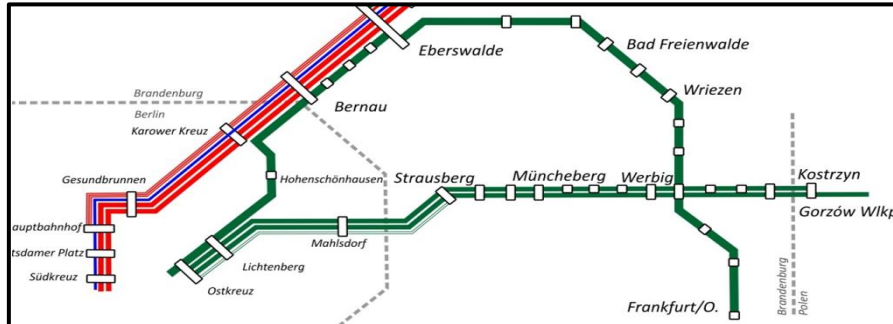 Eberswalde
Bad Freienwalde
Wriezen
Brandenburg
Berlin
Bernau
Karower Kreuz
Gesundbrunnen
Hohenschönhausen
Strausberg
Müncheberg
Werbig
Kostrzyn
Gorzów Wlkp
auptbahnhof
tsdamer Platz
Südkreuz
Mahlsdorf
Lichtenberg
Ostkreuz
Frankfurt/O.
Brandenburg
Polen